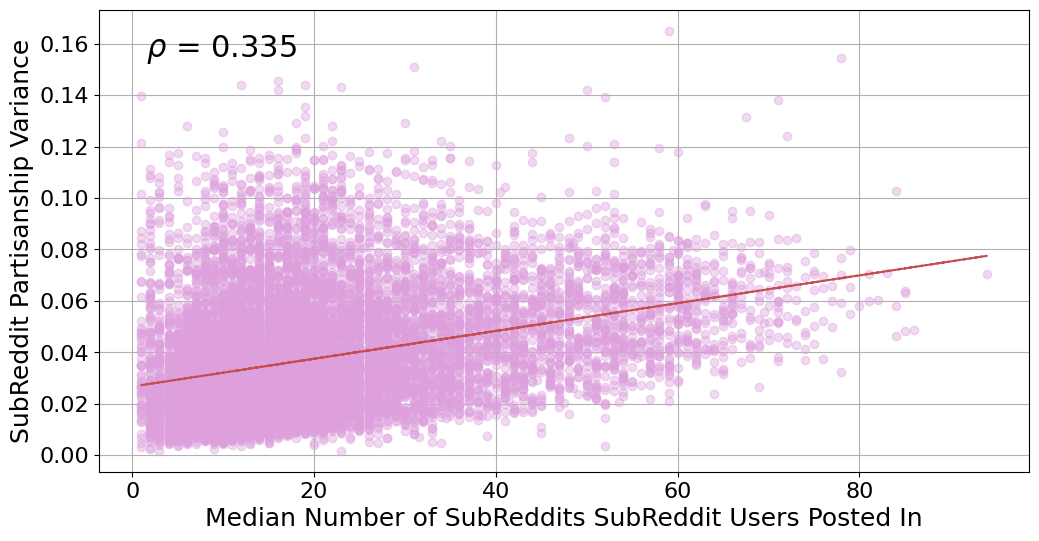 ρ = 0.335
SubReddit Partisanship Variance
0.16
0.14
0.12
0.10
0.08
0.06
0.04
0.02
0.00
0 20 40 60 80
Median Number of SubReddits SubReddit Users Posted In